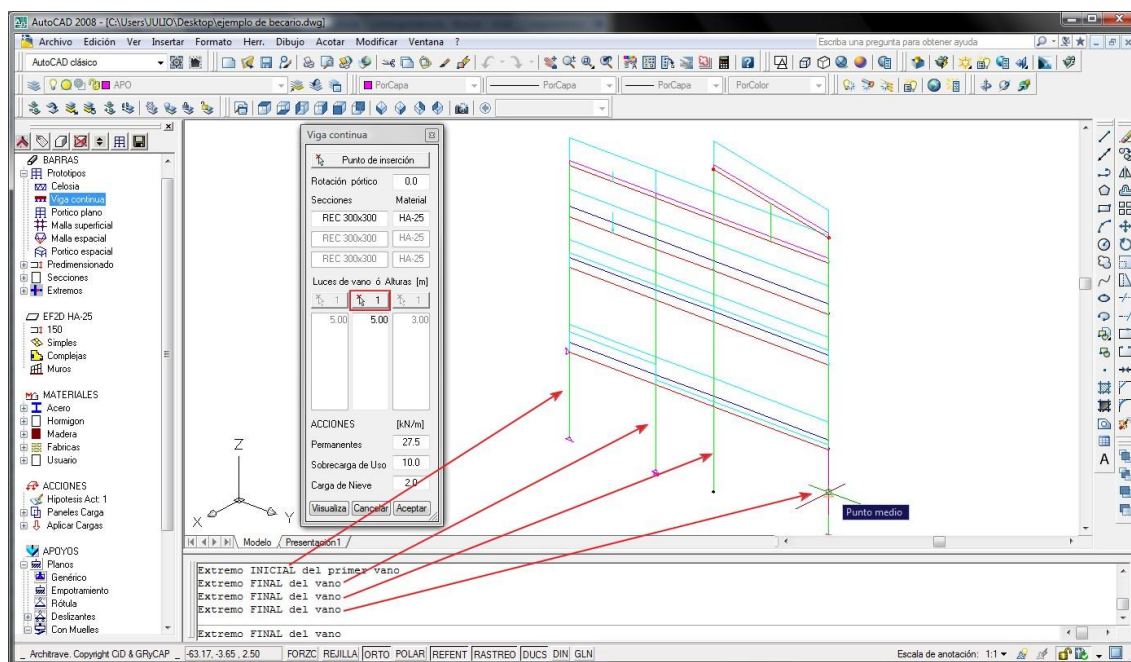 AutoCAD 2008 - [C:\Users\JULIO\Desktop\ejemplo de becario.dwg]
Archivo Edición Ver Insertar Formato Herr. Dibujo Acotar Modificar Ventana ?
Escriba una pregunta para obtener ayuda
AutoCAD clásico
APO
PorCapa
PorCapa
PorCapa
PorColor
BARRAS
Prototipos
Celosia
Viga continua
Portico plano
Malla superficial
Malla espacial
Portico espacial
Predimensionado
Secciones
Extremos
EF2D HA-25
150
Simples
Complejas
Muros
MATERIALES
Acero
Hormigon
Madera
Fabricas
Usuario
ACCIONES
Hipotesis Act: 1
Paneles Carga
Aplicar Cargas
APOYOS
Planos
Genérico
Empotramiento
Rótula
Deslizantes
Con Muelles
Viga continua
Punto de inserción
Rotación pórtico 0.0
Secciones Material
REC 300x300 HA-25
REC 300x300 HA-25
REC 300x300 HA-25
Luces de vano ó Alturas [m]
1 1 1
5.00 5.00 3.00
ACCIONES [kN/m]
Permanentes 27.5
Sobrecarga de Uso 10.0
Carga de Nieve 2.0
Visualiza Cancelar Aceptar
Z
X
Y
Punto medio
Modelo Presentación1
Extremo INICIAL del primer vano
Extremo FINAL del vano
Extremo FINAL del vano
Extremo FINAL del vano
Extremo FINAL del vano
Architrave. Copyright CiD & GRyCAP
-63.17, -3.65 , 2.50
FORZC REJILLA ORTO POLAR REFENT RASTREO DUCS DIN GLN
Escala de anotación: 1:1